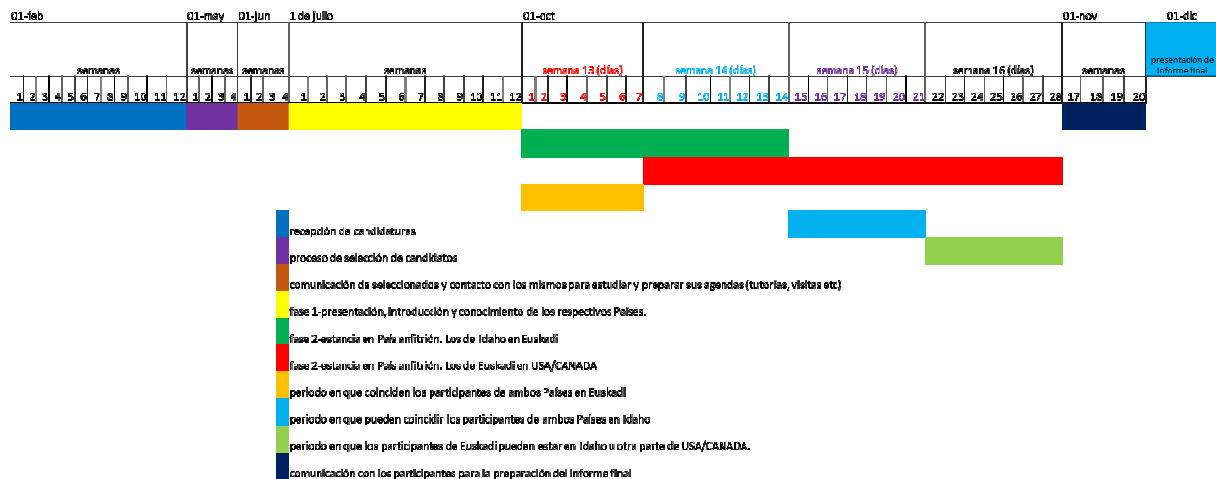 01-feb 01-may 01-jun 1 de julio 01-oct 01-nov 01-dic
presentación de
informe final
semanas semanas semanas semanas semana 13 (días) semana 14 (días) semana 15 (días) semana 16 (días) semanas
1 2 3 4 5 6 7 8 9 10 11 12 1 2 3 4 1 2 3 4 1 2 3 4 5 6 7 8 9 10 11 12 1 2 3 4 5 6 7 8 9 10 11 12 13 14 15 16 17 18 19 20 21 22 23 24 25 26 27 28 17 18 19 20
recepción de candidaturas
proceso de selección de candidatos
comunicación de seleccionados y contacto con los mismos para estudiar y preparar sus agendas (tutorías, visitas etc)
fase 1-presentación, introducción y conocimiento de los respectivos Países.
fase 2-estancia en País anfitrión. Los de Idaho en Euskadi
fase 2-estancia en País anfitrión. Los de Euskadi en USA/CANADA
periodo en que coinciden los participantes de ambos Países en Euskadi
periodo en que pueden coincidir los participantes de ambos Países en Idaho
periodo en que los participantes de Euskadi pueden estar en Idaho u otra parte de USA/CANADA.
comunicación con los participantes para la preparación del informe final